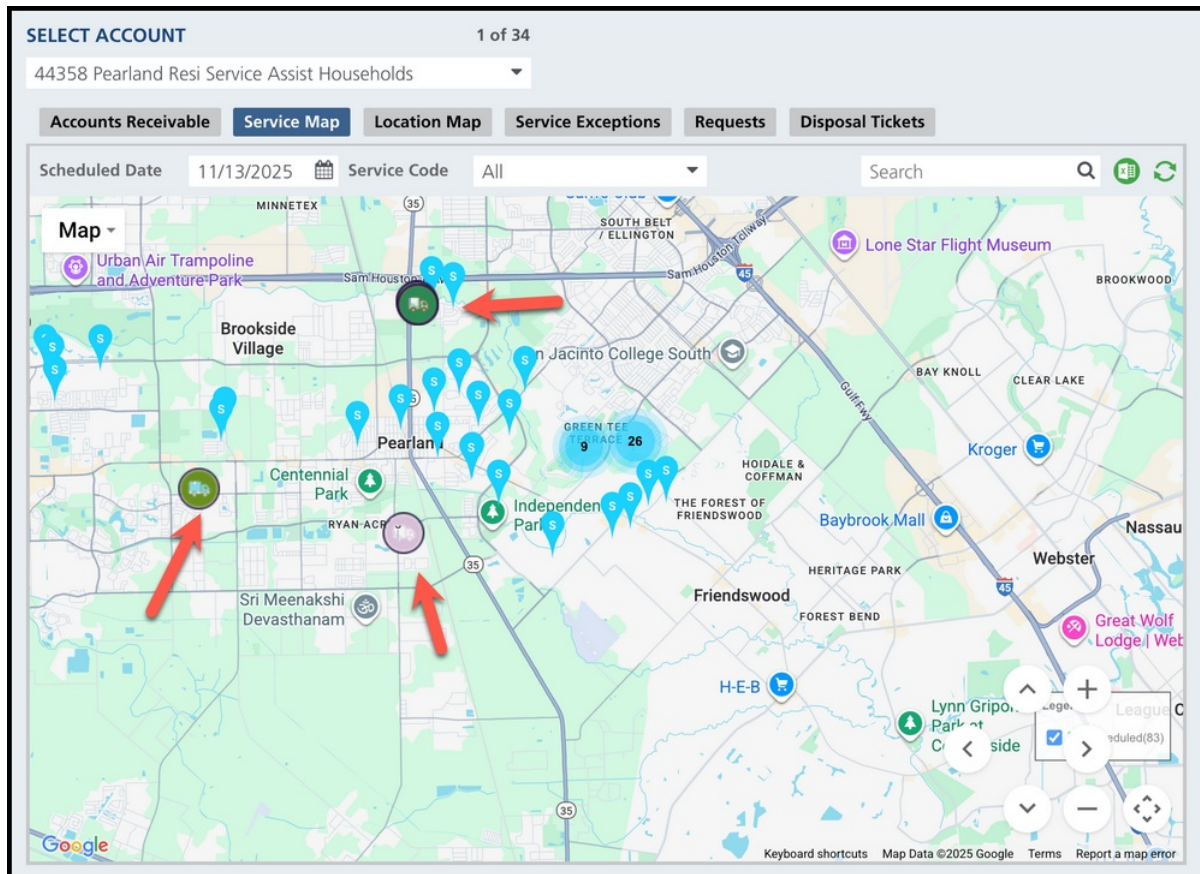 SELECT ACCOUNT 1 of 34
44358 Pearland Resi Service Assist Households
Accounts Receivable Service Map Location Map Service Exceptions Requests Disposal Tickets
Scheduled Date 11/13/2025 Service Code All Search
MINNETEX
35
SOUTH BELT
/ ELLINGTON
Map
Urban Air Trampoline
and Adventure Park
Sam Houston
Sam Houston Tollway
45
Lone Star Flight Museum
BROOKWOOD
S
S
Brookside
Village
S
S
S
S
S
n Jacinto College South
BAY KNOLL
CLEAR LAKE
Gulf Fwy
S
S
S
S
S
S
S
S
Pearland
S
S
GREEN TEE
TERRACE
9
26
Kroger
HOIDALE &
COFFMAN
Centennial
Park
S
S
S
Independen
Par
S
S
S
THE FOREST OF
FRIENDSWOOD
Baybrook Mall
Nassau
RYAN ACR
35
Webster
HERITAGE PARK
45
Sri Meenakshi
Devasthanam
Friendswood
FOREST BEND
Great Wolf
Lodge | Web
H-E-B
Lynn Gripon
Park at
side
Lege
League C
eduled(83)
35
Google
Keyboard shortcuts Map Data ©2025 Google Terms Report a map error